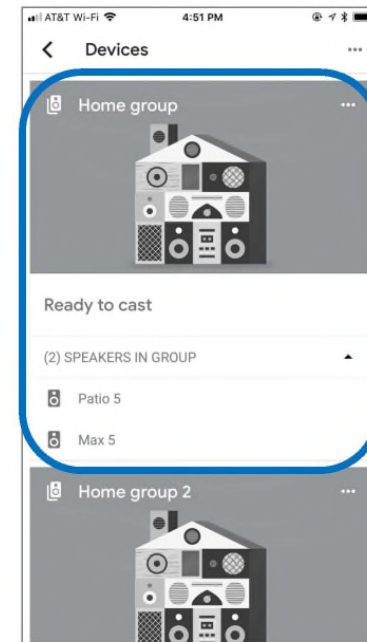 AT&T Wi-Fi 4:51 PM
Devices
Home group
Ready to cast
(2) SPEAKERS IN GROUP
Patio 5
Max 5
Home group 2